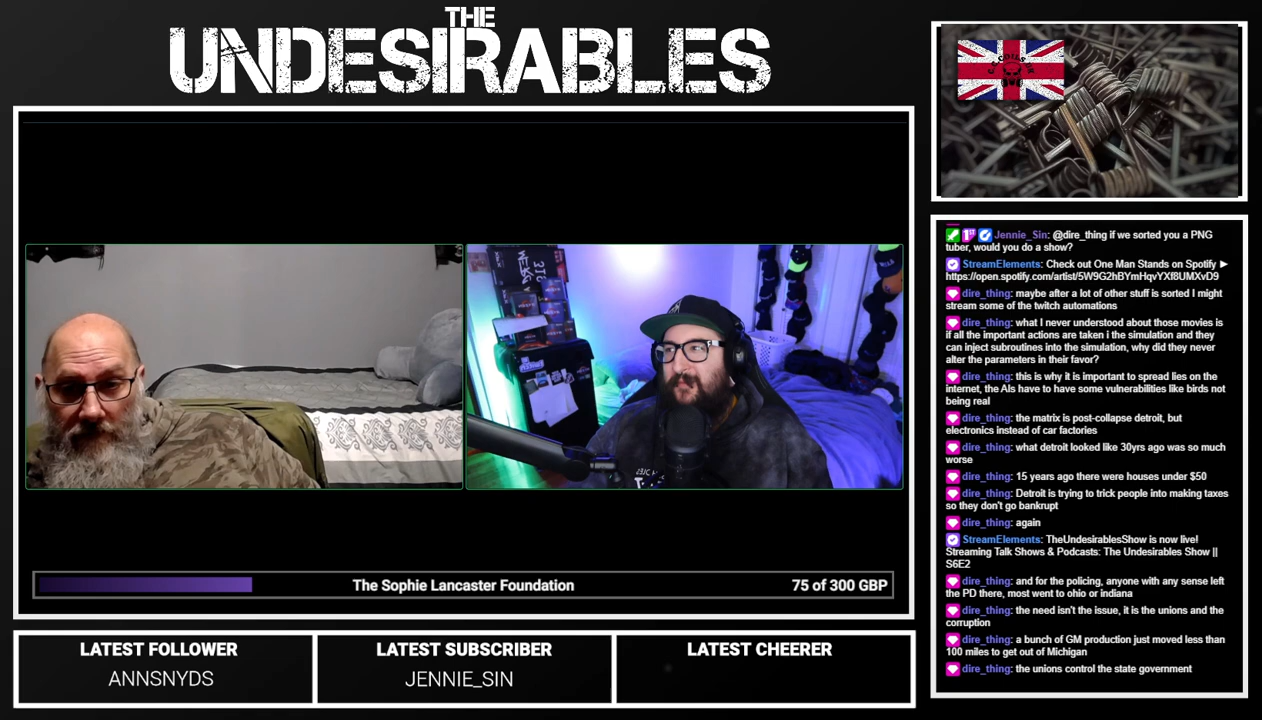 THE
UNDESIRABLES
Jennie_Sin: @dire_thing if we sorted you a PNG
tuber, would you do a show?
StreamElements: Check out One Man Stands on Spotify ►
https://open.spotify.com/artist/5W9G2hBYmHqvYXf8UMXvD9
dire_thing: maybe after a lot of other stuff is sorted I might
stream some of the twitch automations
dire_thing: what I never understood about those movies is
if all the important actions are taken i the simulation and they
can inject subroutines into the simulation, why did they never
alter the parameters in their favor?
dire_thing: this is why it is important to spread lies on the
internet, the AIs have to have some vulnerabilities like birds not
being real
dire_thing: the matrix is post-collapse detroit, but
electronics instead of car factories
dire_thing: what detroit looked like 30yrs ago was so much
worse
dire_thing: 15 years ago there were houses under $50
dire_thing: Detroit is trying to trick people into making taxes
so they don't go bankrupt
dire_thing: again
StreamElements: TheUndesirablesShow is now live!
Streaming Talk Shows & Podcasts: The Undesirables Show ||
S6E2
dire_thing: and for the policing, anyone with any sense left
the PD there, most went to ohio or indiana
dire_thing: the need isn't the issue, it is the unions and the
corruption
dire_thing: a bunch of GM production just moved less than
100 miles to get out of Michigan
dire_thing: the unions control the state government
The Sophie Lancaster Foundation
75 of 300 GBP
LATEST FOLLOWER
ANNSNYDS
LATEST SUBSCRIBER
JENNIE_SIN
LATEST CHEERER